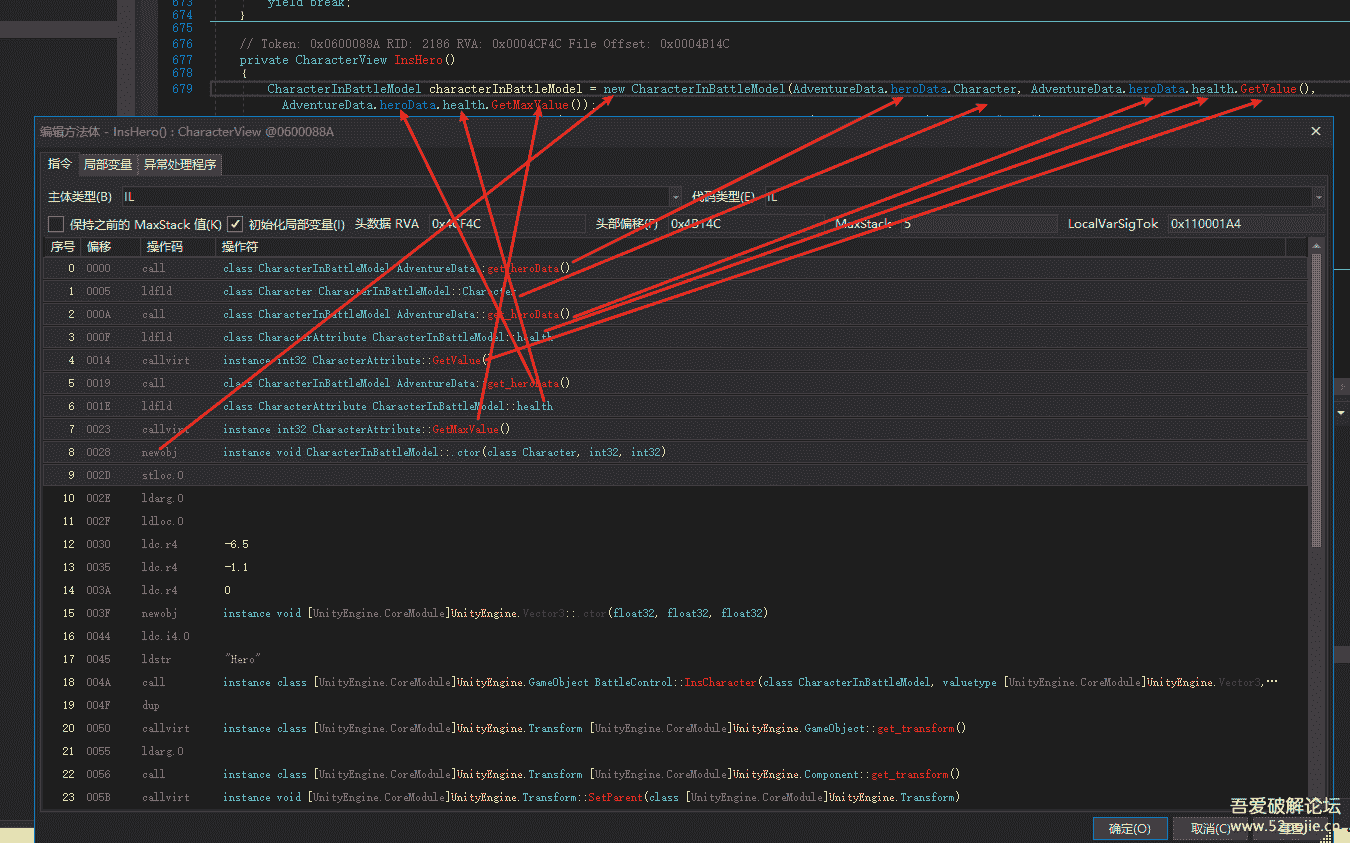 673 yield break;
674 }
675
676 // Token: 0x0600088A RID: 2186 RVA: 0x0004CF4C File Offset: 0x0004B14C
677 private CharacterView InsHero()
678 {
679 CharacterInBattleModel characterInBattleModel = new CharacterInBattleModel(AdventureData.heroData.Character, AdventureData.heroData.health.GetValue(),
AdventureData.heroData.health.GetMaxValue());
编辑方法体 - InsHero() : CharacterView @0600088A
指令 局部变量 异常处理程序
主体类型(B) IL 代码类型(E) IL
保持之前的 MaxStack 值(K) 初始化局部变量(I) 头数据 RVA 0x4CF4C 头部偏移(F) 0x4B14C MaxStack 5 LocalVarSigTok 0x110001A4
序号 偏移 操作码 操作符
0 0000 call class CharacterInBattleModel AdventureData::get_heroData()
1 0005 ldfld class Character CharacterInBattleModel::Character
2 000A call class CharacterInBattleModel AdventureData::get_heroData()
3 000F ldfld class CharacterAttribute CharacterInBattleModel::health
4 0014 callvirt instance int32 CharacterAttribute::GetValue()
5 0019 call class CharacterInBattleModel AdventureData::get_heroData()
6 001E ldfld class CharacterAttribute CharacterInBattleModel::health
7 0023 callvirt instance int32 CharacterAttribute::GetMaxValue()
8 0028 newobj instance void CharacterInBattleModel::.ctor(class Character, int32, int32)
9 002D stloc.0
10 002E ldarg.0
11 002F ldloc.0
12 0030 ldc.r4 -6.5
13 0035 ldc.r4 -1.1
14 003A ldc.r4 0
15 003F newobj instance void [UnityEngine.CoreModule]UnityEngine.Vector3::.ctor(float32, float32, float32)
16 0044 ldc.i4.0
17 0045 ldstr "Hero"
18 004A call instance class [UnityEngine.CoreModule]UnityEngine.GameObject BattleControl::InsCharacter(class CharacterInBattleModel, valuetype [UnityEngine.CoreModule]UnityEngine.Vector3,…
19 004F dup
20 0050 callvirt instance class [UnityEngine.CoreModule]UnityEngine.Transform [UnityEngine.CoreModule]UnityEngine.GameObject::get_transform()
21 0055 ldarg.0
22 0056 call instance class [UnityEngine.CoreModule]UnityEngine.Transform [UnityEngine.CoreModule]UnityEngine.Component::get_transform()
23 005B callvirt instance void [UnityEngine.CoreModule]UnityEngine.Transform::SetParent(class [UnityEngine.CoreModule]UnityEngine.Transform)
吾爱破解论坛
www.52pojie.cn
确定(O) 取消(C)